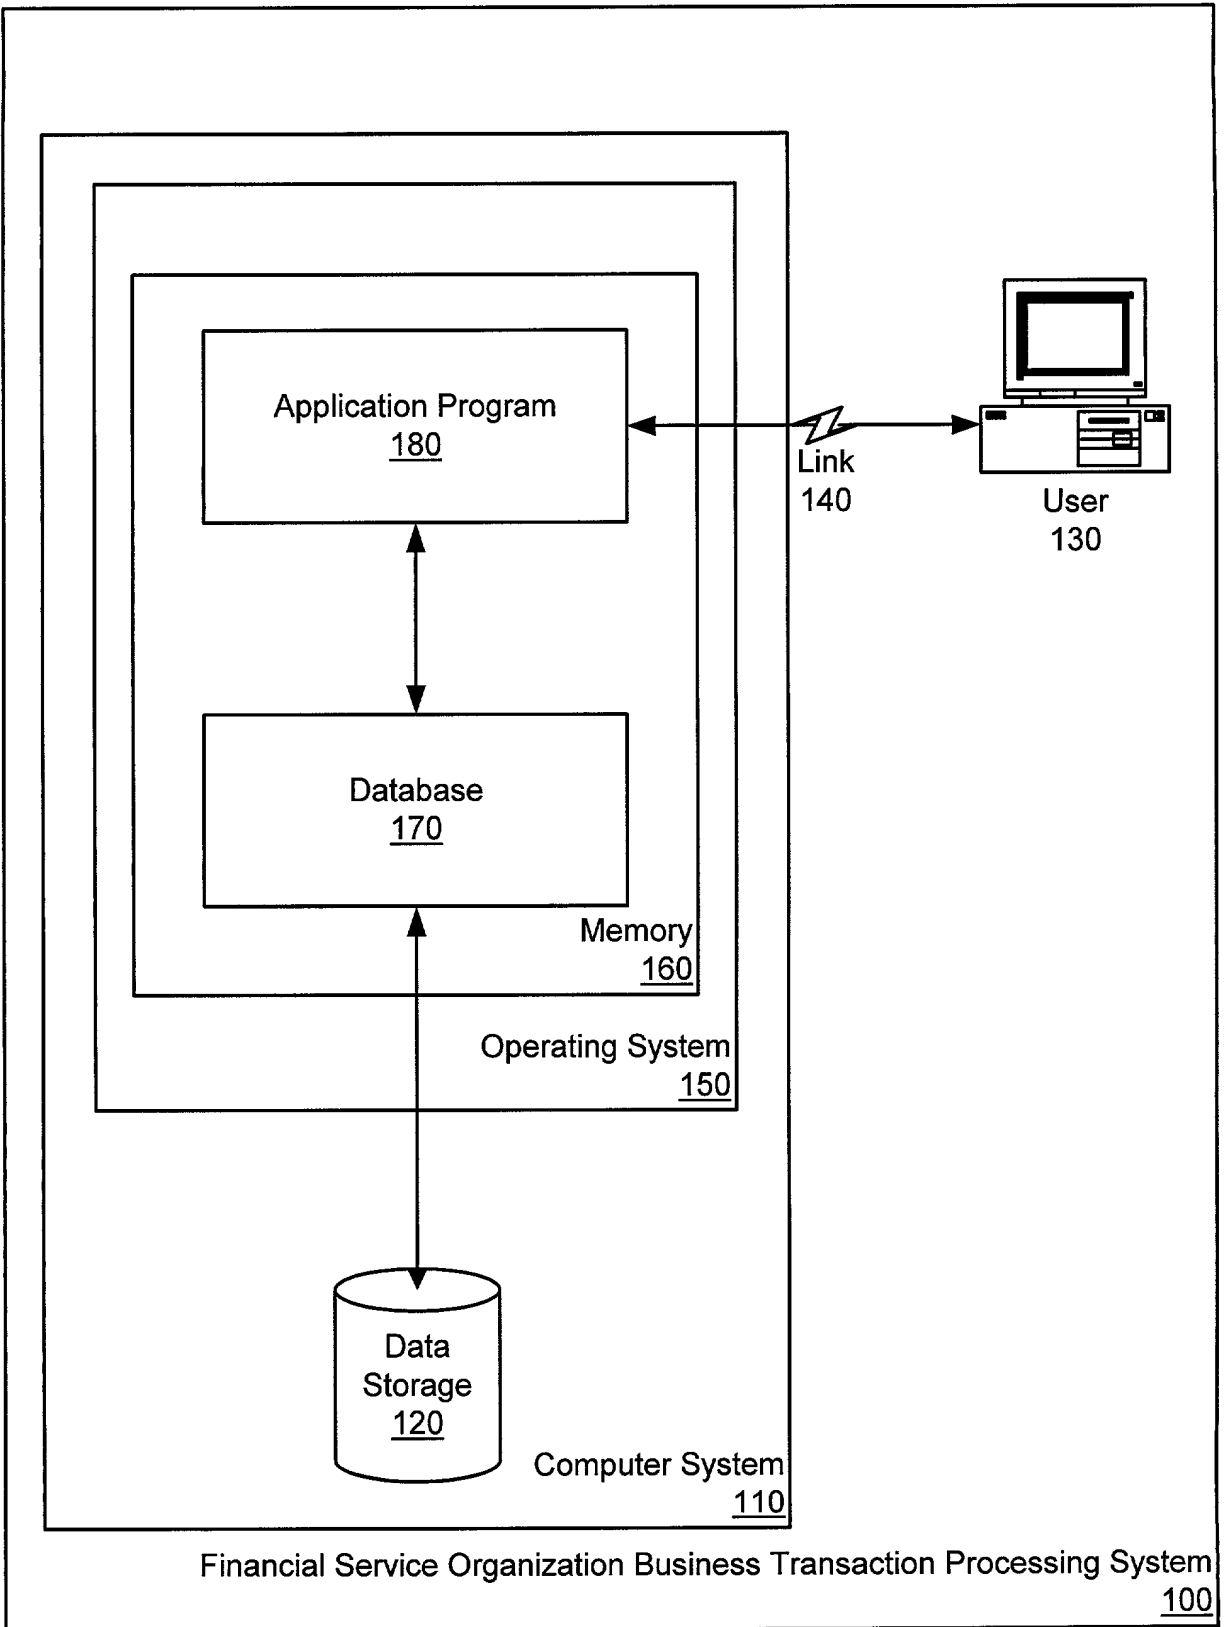 Application Program
180
Link
140
User
130
Database
170
Memory
160
Operating System
150
Data
Storage
120
Computer System
110
Financial Service Organization Business Transaction Processing System
100